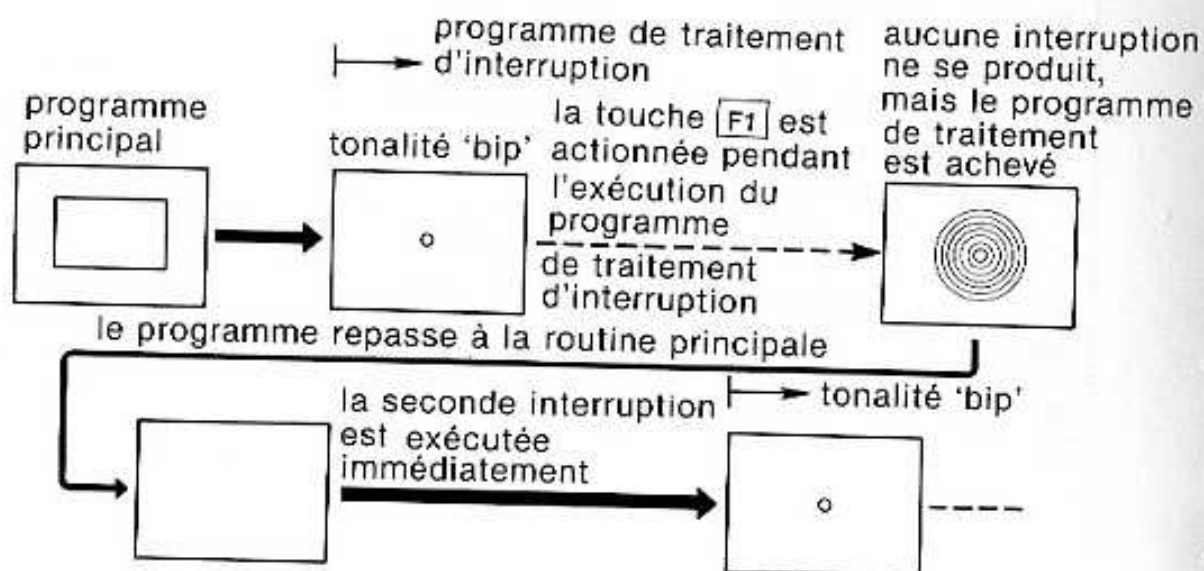 programme de traitement
d'interruption
aucune interruption
ne se produit,
mais le programme
de traitement
est achevé
programme
principal
tonalité 'bip'
la touche F1 est
actionnée pendant
l'exécution du
programme
de traitement
d'interruption
le programme repasse à la routine principale
la seconde interruption
est exécutée
immédiatement
tonalité 'bip'